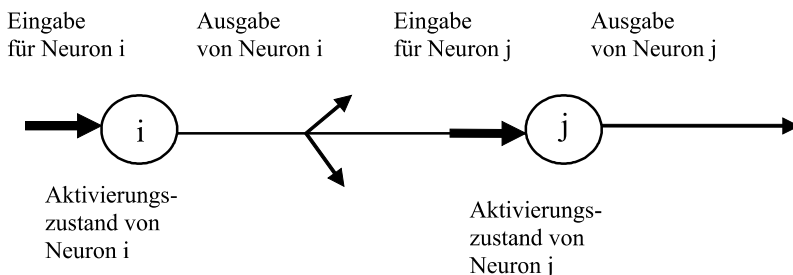 Eingabe
für Neuron i
Ausgabe
von Neuron i
Eingabe
für Neuron j
Ausgabe
von Neuron j
i
j
Aktivierungs-
zustand von
Neuron i
Aktivierungs-
zustand von
Neuron j